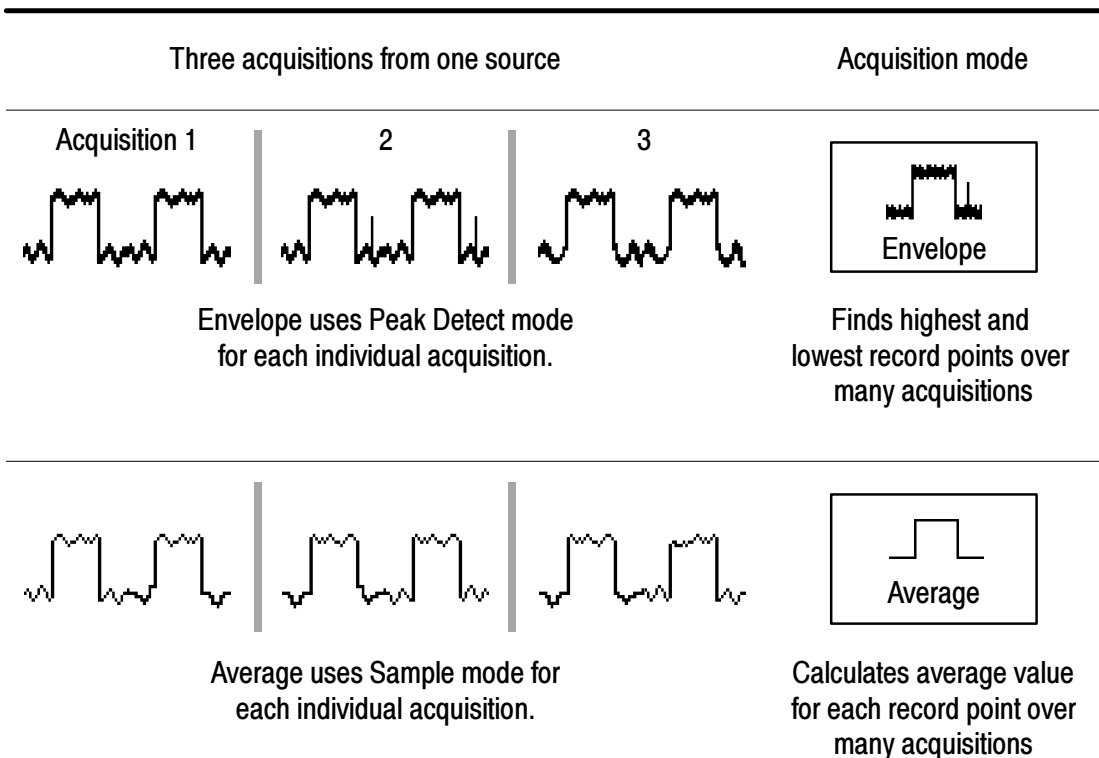 Three acquisitions from one source
Acquisition mode
Acquisition 1
2
3
Envelope
Envelope uses Peak Detect mode
for each individual acquisition.
Finds highest and
lowest record points over
many acquisitions
Average
Average uses Sample mode for
each individual acquisition.
Calculates average value
for each record point over
many acquisitions